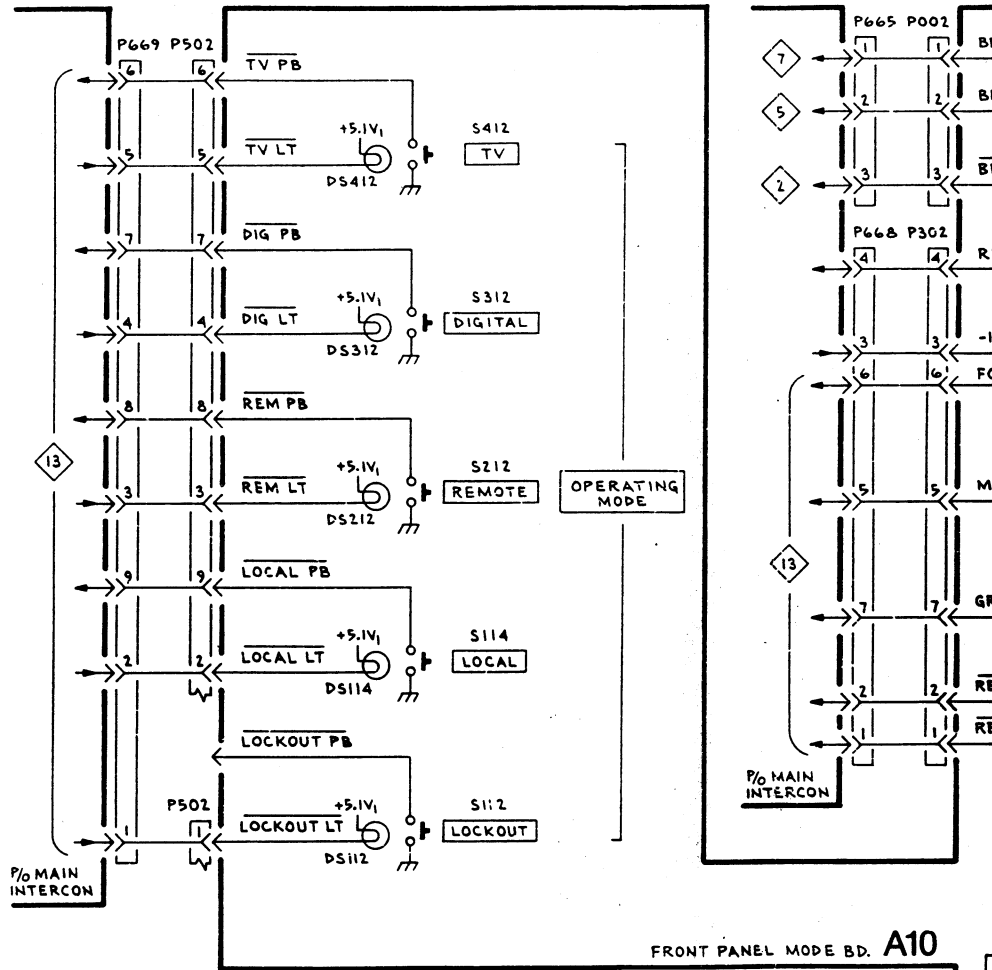 P669 P502
6 6 TV PB
5 5 TV LT
+5.1V1
DS412
S412
TV
7 7 DIG PB
4 4 DIG LT
+5.1V1
DS312
S312
DIGITAL
8 8 REM PB
3 3 REM LT
+5.1V1
DS212
S212
REMOTE
9 9 LOCAL PB
2 2 LOCAL LT
+5.1V1
DS114
S114
LOCAL
LOCKOUT PB
P502
1 1 LOCKOUT LT
+5.1V1
DS112
S112
LOCKOUT
13
OPERATING
MODE
P/O MAIN
INTERCON
P665 P002
7 1 1
5 2 2
2 3 3
P668 P302
4 4 R
3 3 -1
6 6 FO
5 5 M
13
7 7 GR
2 2 RE
1 1 RE
P/O MAIN
INTERCON
FRONT PANEL MODE BD. A10